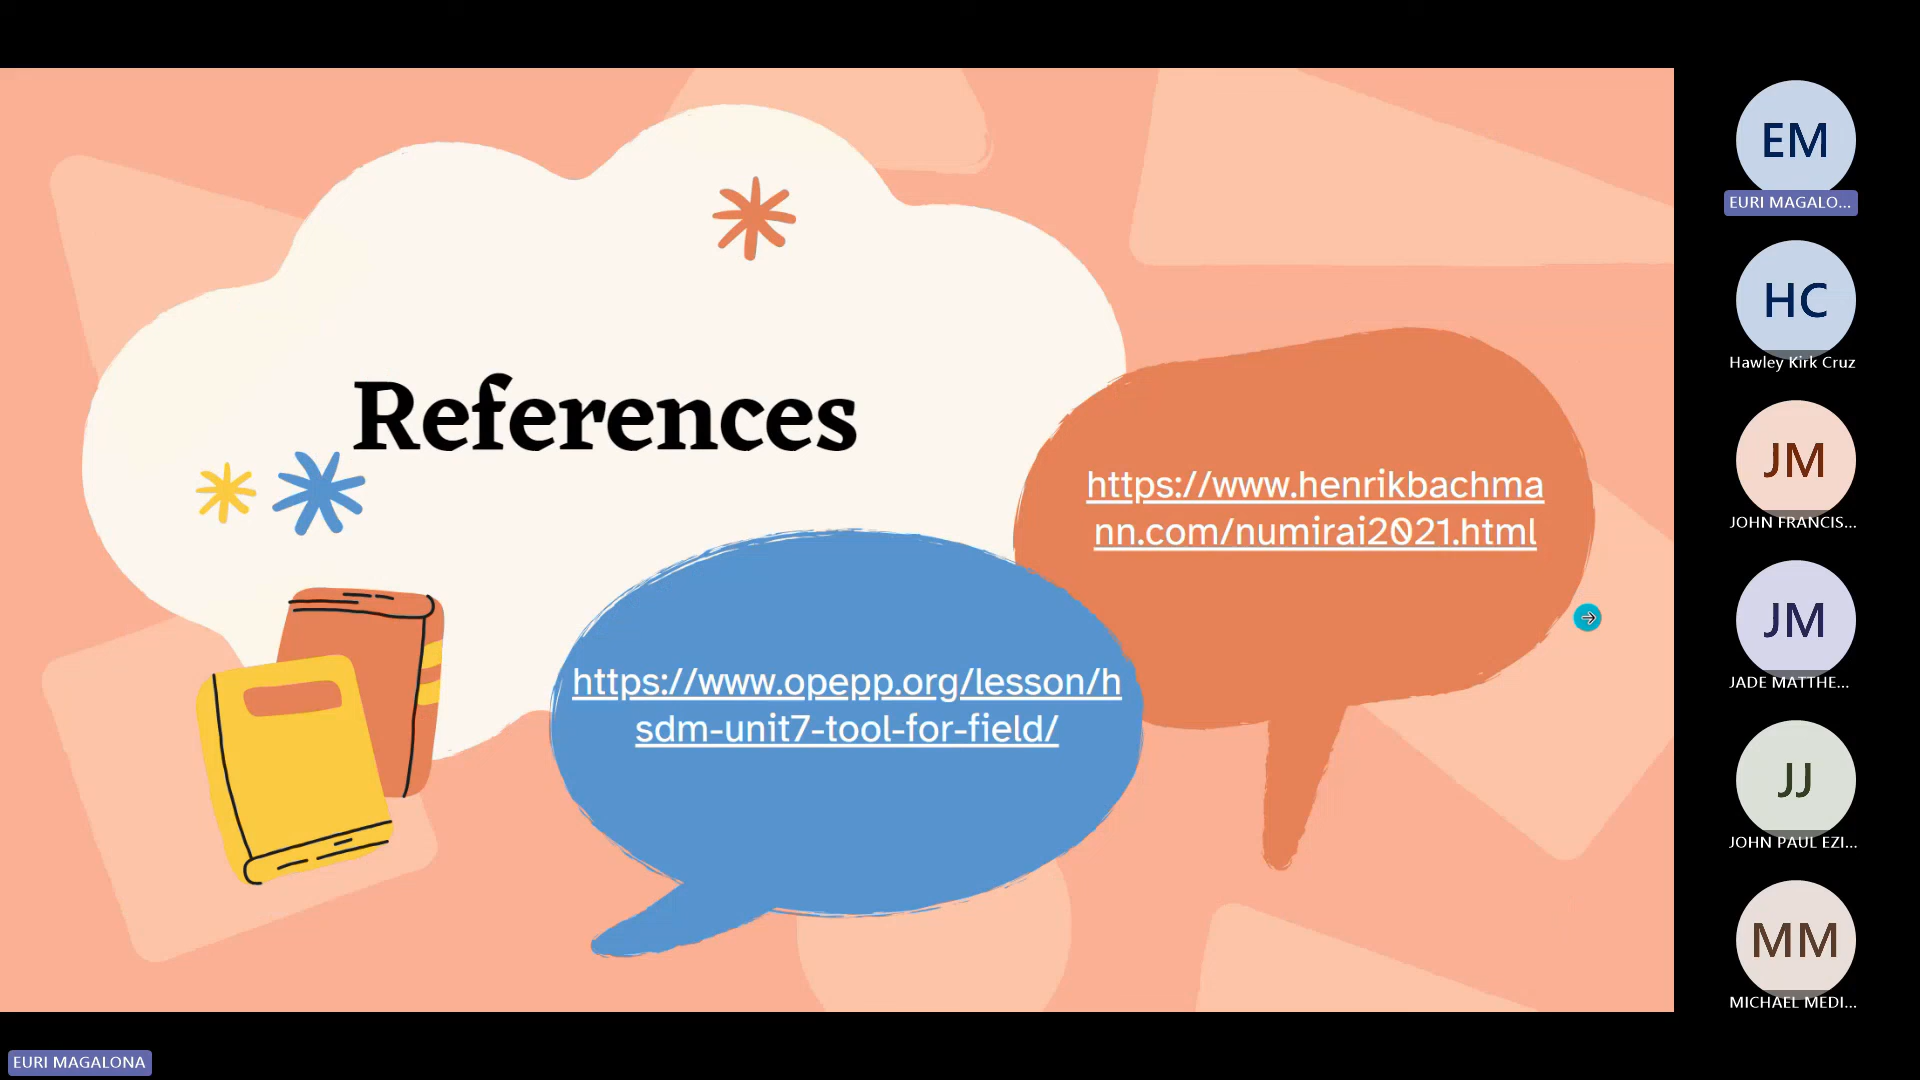 References
https://www.henrikbachma
nn.com/numirai2021.html
https://www.opepp.org/lesson/h
sdm-unit7-tool-for-field/
EM
EURI MAGALO...
HC
Hawley Kirk Cruz
JM
JOHN FRANCIS...
JM
JADE MATTHE...
JJ
JOHN PAUL EZI...
MM
MICHAEL MEDI...
EURI MAGALONA